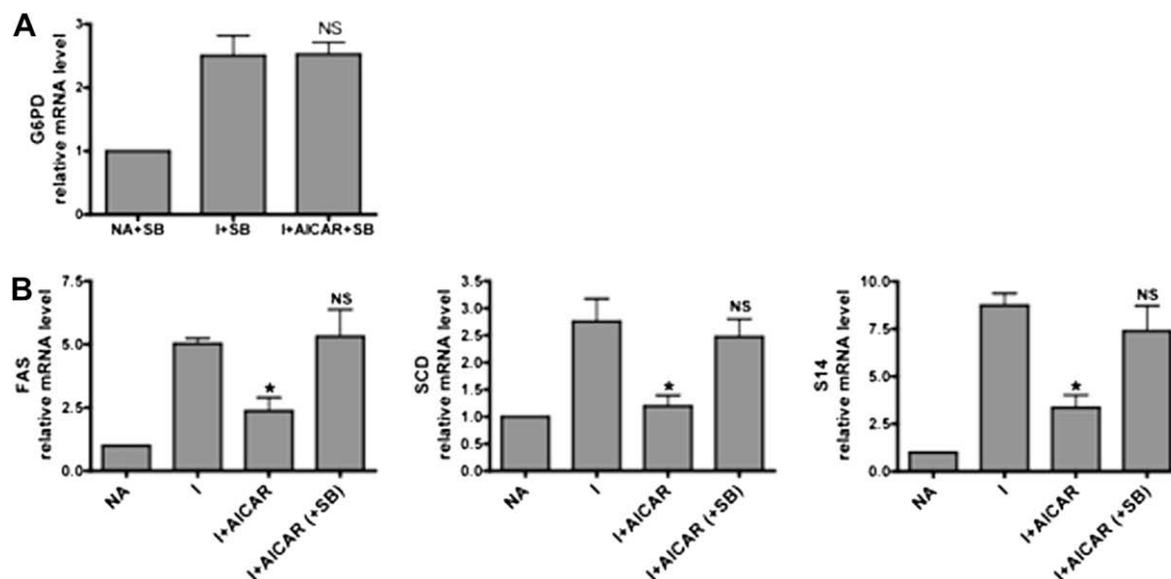 A
G6PD
relative mRNA level
3
2
1
0
NS
NA+SB I+SB I+AICAR+SB
B
FAS
relative mRNA level
7.5
5.0
2.5
0.0
★
NS
NA I I+AICAR I+AICAR (+SB)
SCD
relative mRNA level
3.5
3.0
2.5
2.0
1.5
1.0
0.5
0.0
★
NS
NA I I+AICAR I+AICAR (+SB)
S14
relative mRNA level
10.0
7.5
5.0
2.5
0.0
★
NS
NA I I+AICAR I+AICAR (+SB)